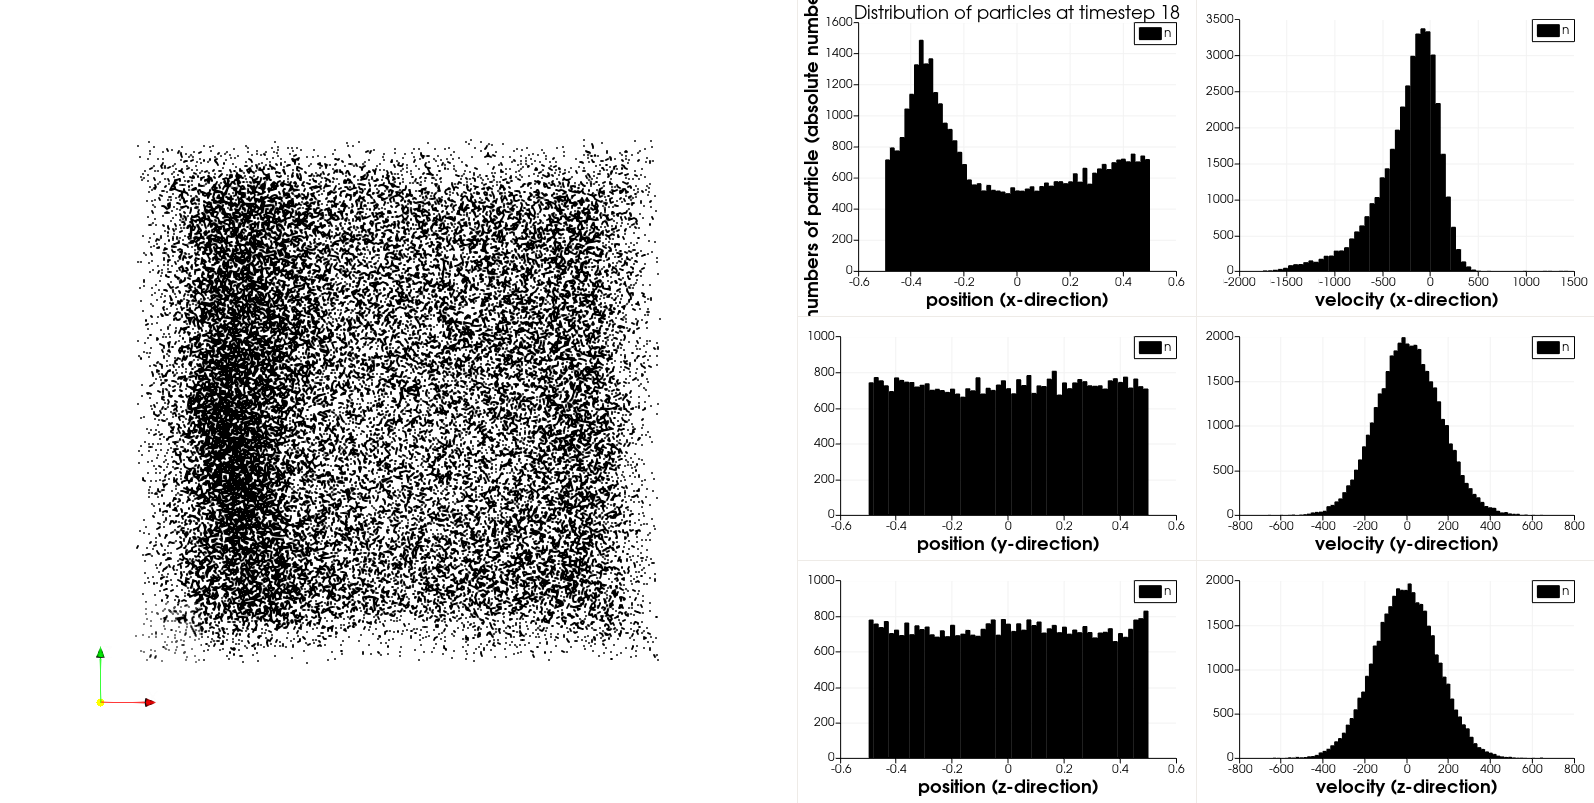 Distribution of particles at timestep 18
numbers of particle (absolute numbe
1600
1400
1200
1000
800
600
400
200
0
-0.6 -0.4 -0.2 0 0.2 0.4 0.6
position (x-direction)
n
3500
3000
2500
2000
1500
1000
500
0
-2000 -1500 -1000 -500 0 500 1000 1500
velocity (x-direction)
n
1000
800
600
400
200
0
-0.6 -0.4 -0.2 0 0.2 0.4 0.6
position (y-direction)
n
2000
1500
1000
500
0
-800 -600 -400 -200 0 200 400 600 800
velocity (y-direction)
n
1000
800
600
400
200
0
-0.6 -0.4 -0.2 0 0.2 0.4 0.6
position (z-direction)
n
2000
1500
1000
500
0
-800 -600 -400 -200 0 200 400 600 800
velocity (z-direction)
n